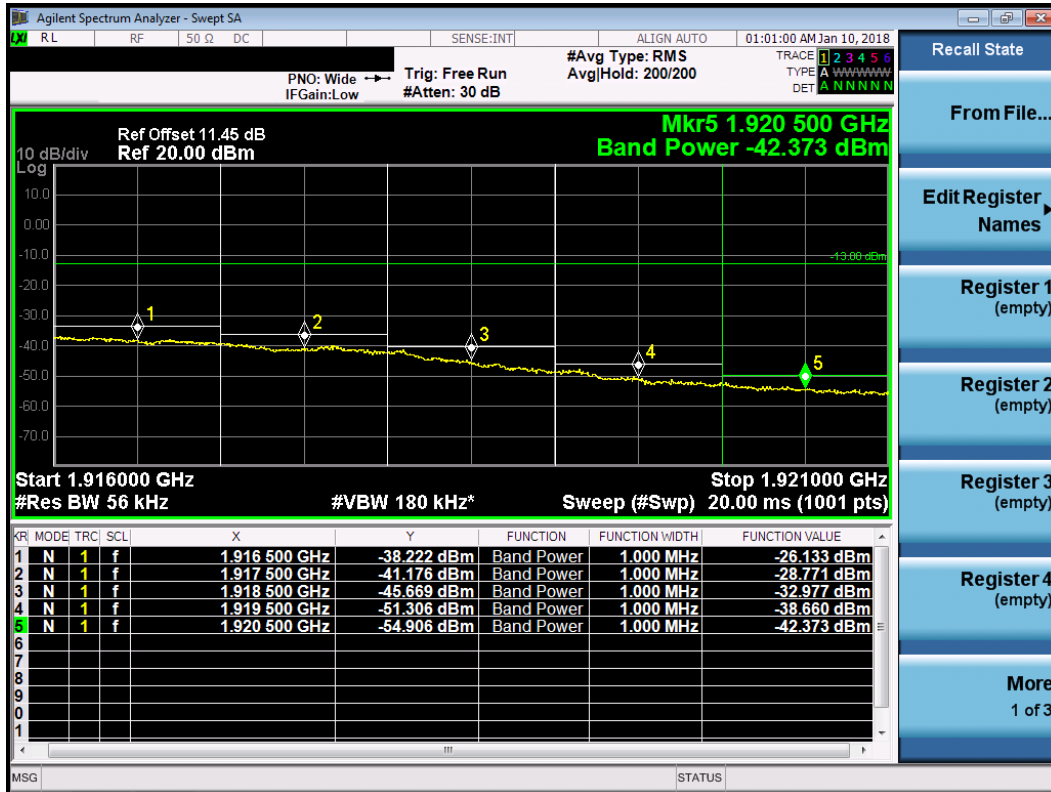 Agilent Spectrum Analyzer - Swept SA
LXI RL RF 50 Ω DC SENSE:INT ALIGN AUTO 01:01:00 AM Jan 10, 2018
#Avg Type: RMS TRACE 1 2 3 4 5 6
PNO: Wide Trig: Free Run Avg|Hold: 200/200 TYPE A WWWWW
IFGain:Low #Atten: 30 dB DET A N N N N N
Mkr5 1.920 500 GHz
Ref Offset 11.45 dB
10 dB/div Ref 20.00 dBm Band Power -42.373 dBm
Log
10.0
0.00
-10.0
-13.00 dBm
-20.0
-30.0
1
2
3
-40.0
4
5
-50.0
-60.0
-70.0
Start 1.916000 GHz Stop 1.921000 GHz
#Res BW 56 kHz #VBW 180 kHz* Sweep (#Swp) 20.00 ms (1001 pts)
KR MODE TRC SCL X Y FUNCTION FUNCTION WIDTH FUNCTION VALUE
1 N 1 f 1.916 500 GHz -38.222 dBm Band Power 1.000 MHz -26.133 dBm
2 N 1 f 1.917 500 GHz -41.176 dBm Band Power 1.000 MHz -28.771 dBm
3 N 1 f 1.918 500 GHz -45.669 dBm Band Power 1.000 MHz -32.977 dBm
4 N 1 f 1.919 500 GHz -51.306 dBm Band Power 1.000 MHz -38.660 dBm
5 N 1 f 1.920 500 GHz -54.906 dBm Band Power 1.000 MHz -42.373 dBm
6
7
8
9
0
1
MSG STATUS
Recall State
From File...
Edit Register
Names
Register 1
(empty)
Register 2
(empty)
Register 3
(empty)
Register 4
(empty)
More
1 of 3